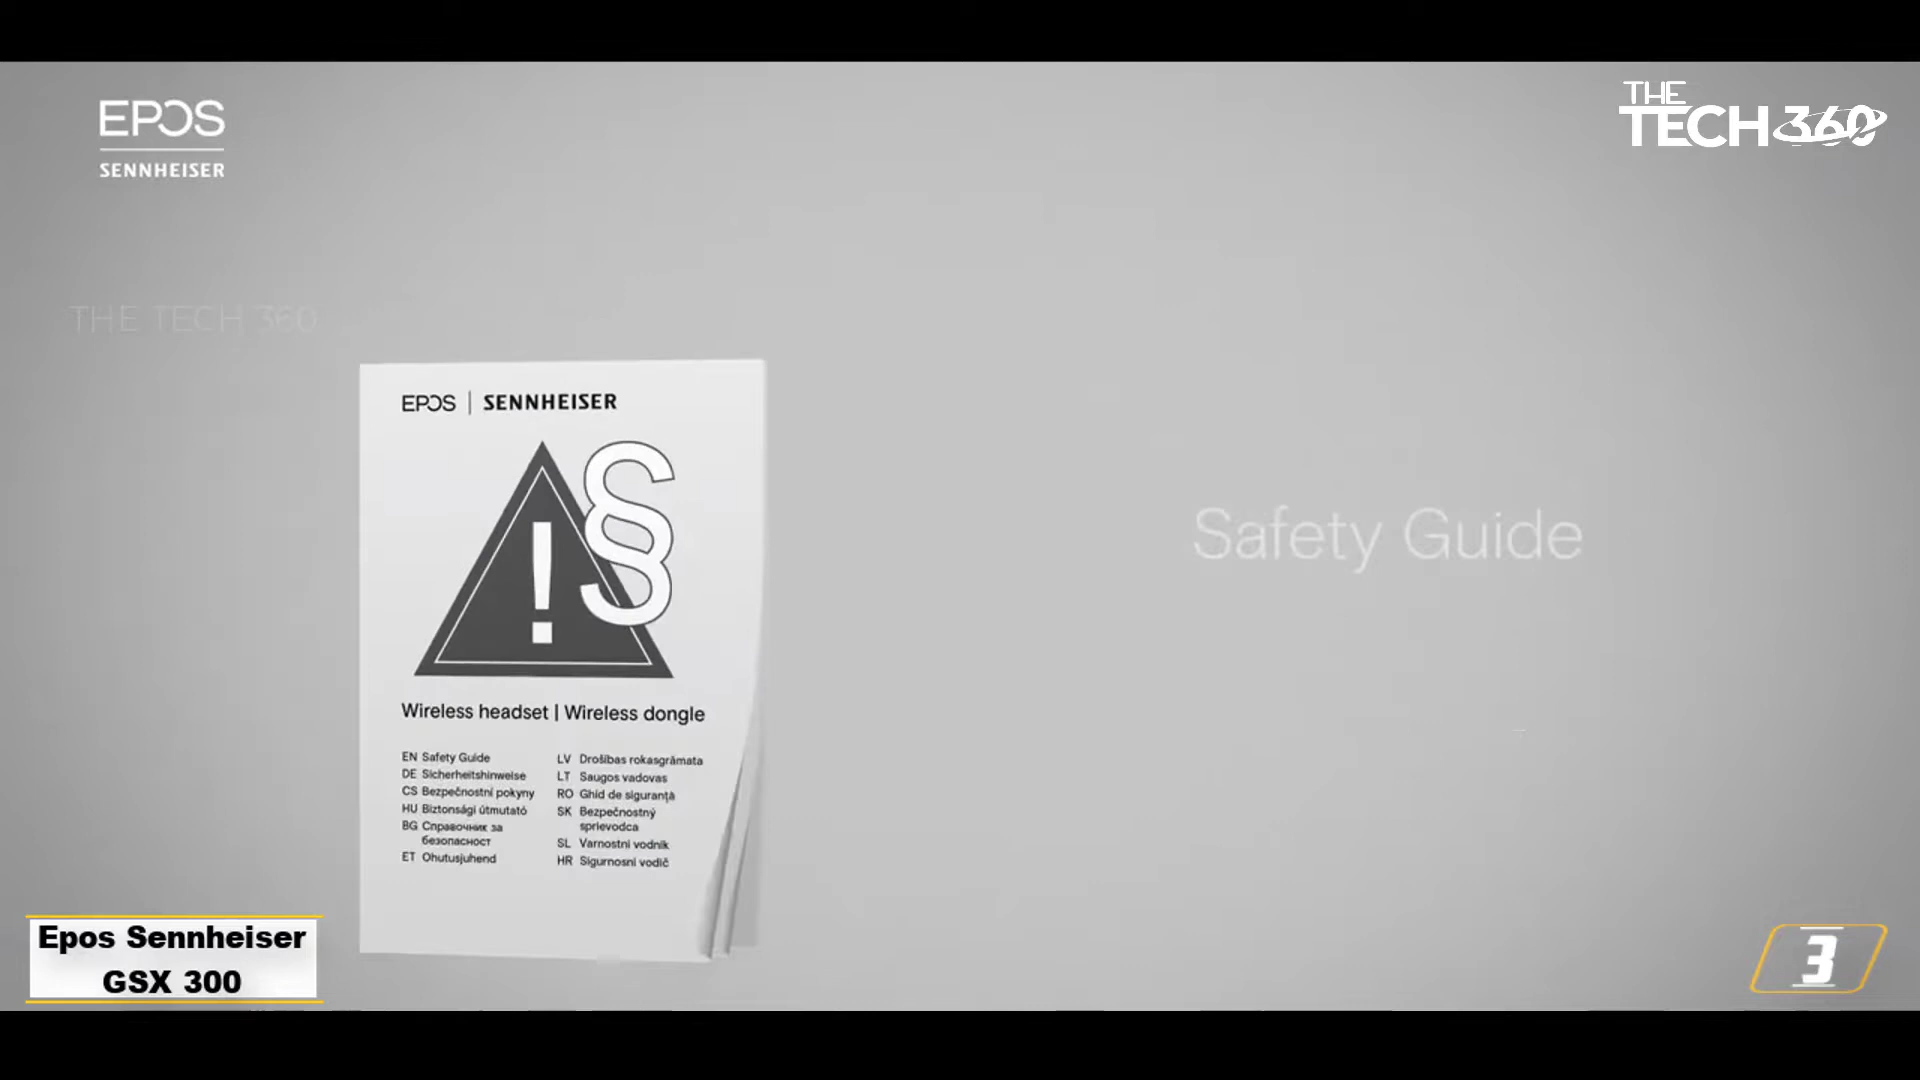 EPOS
SENNHEISER
THE
TECH 360
THE TECH 360
EPOS | SENNHEISER
Safety Guide
Wireless headset | Wireless dongle
EN Safety Guide
DE Sicherheitshinweise
CS Bezpečnostní pokyny
HU Biztonsági útmutató
BG Справочник за
безопасност
ET Ohutusjuhend
LV Drošības rokasgrāmata
LT Saugos vadovas
RO Ghid de siguranță
SK Bezpečnostný
sprievodca
SL Varnostni vodnik
HR Sigurnosni vodič
Epos Sennheiser
GSX 300
3